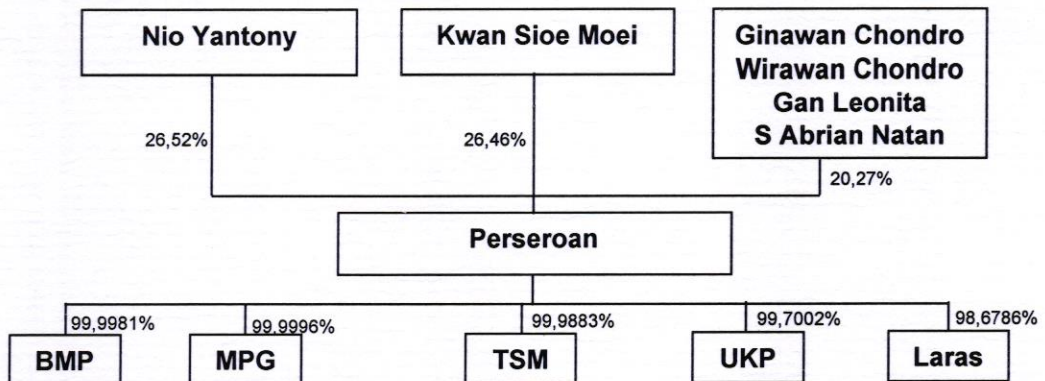 Nio Yantony
Kwan Sioe Moei
Ginawan Chondro
Wirawan Chondro
Gan Leonita
S Abrian Natan
26,52%
26,46%
20,27%
Perseroan
99,9981%
99.9996%
99,9883%
99,7002%
98,6786%
BMP
MPG
TSM
UKP
Laras